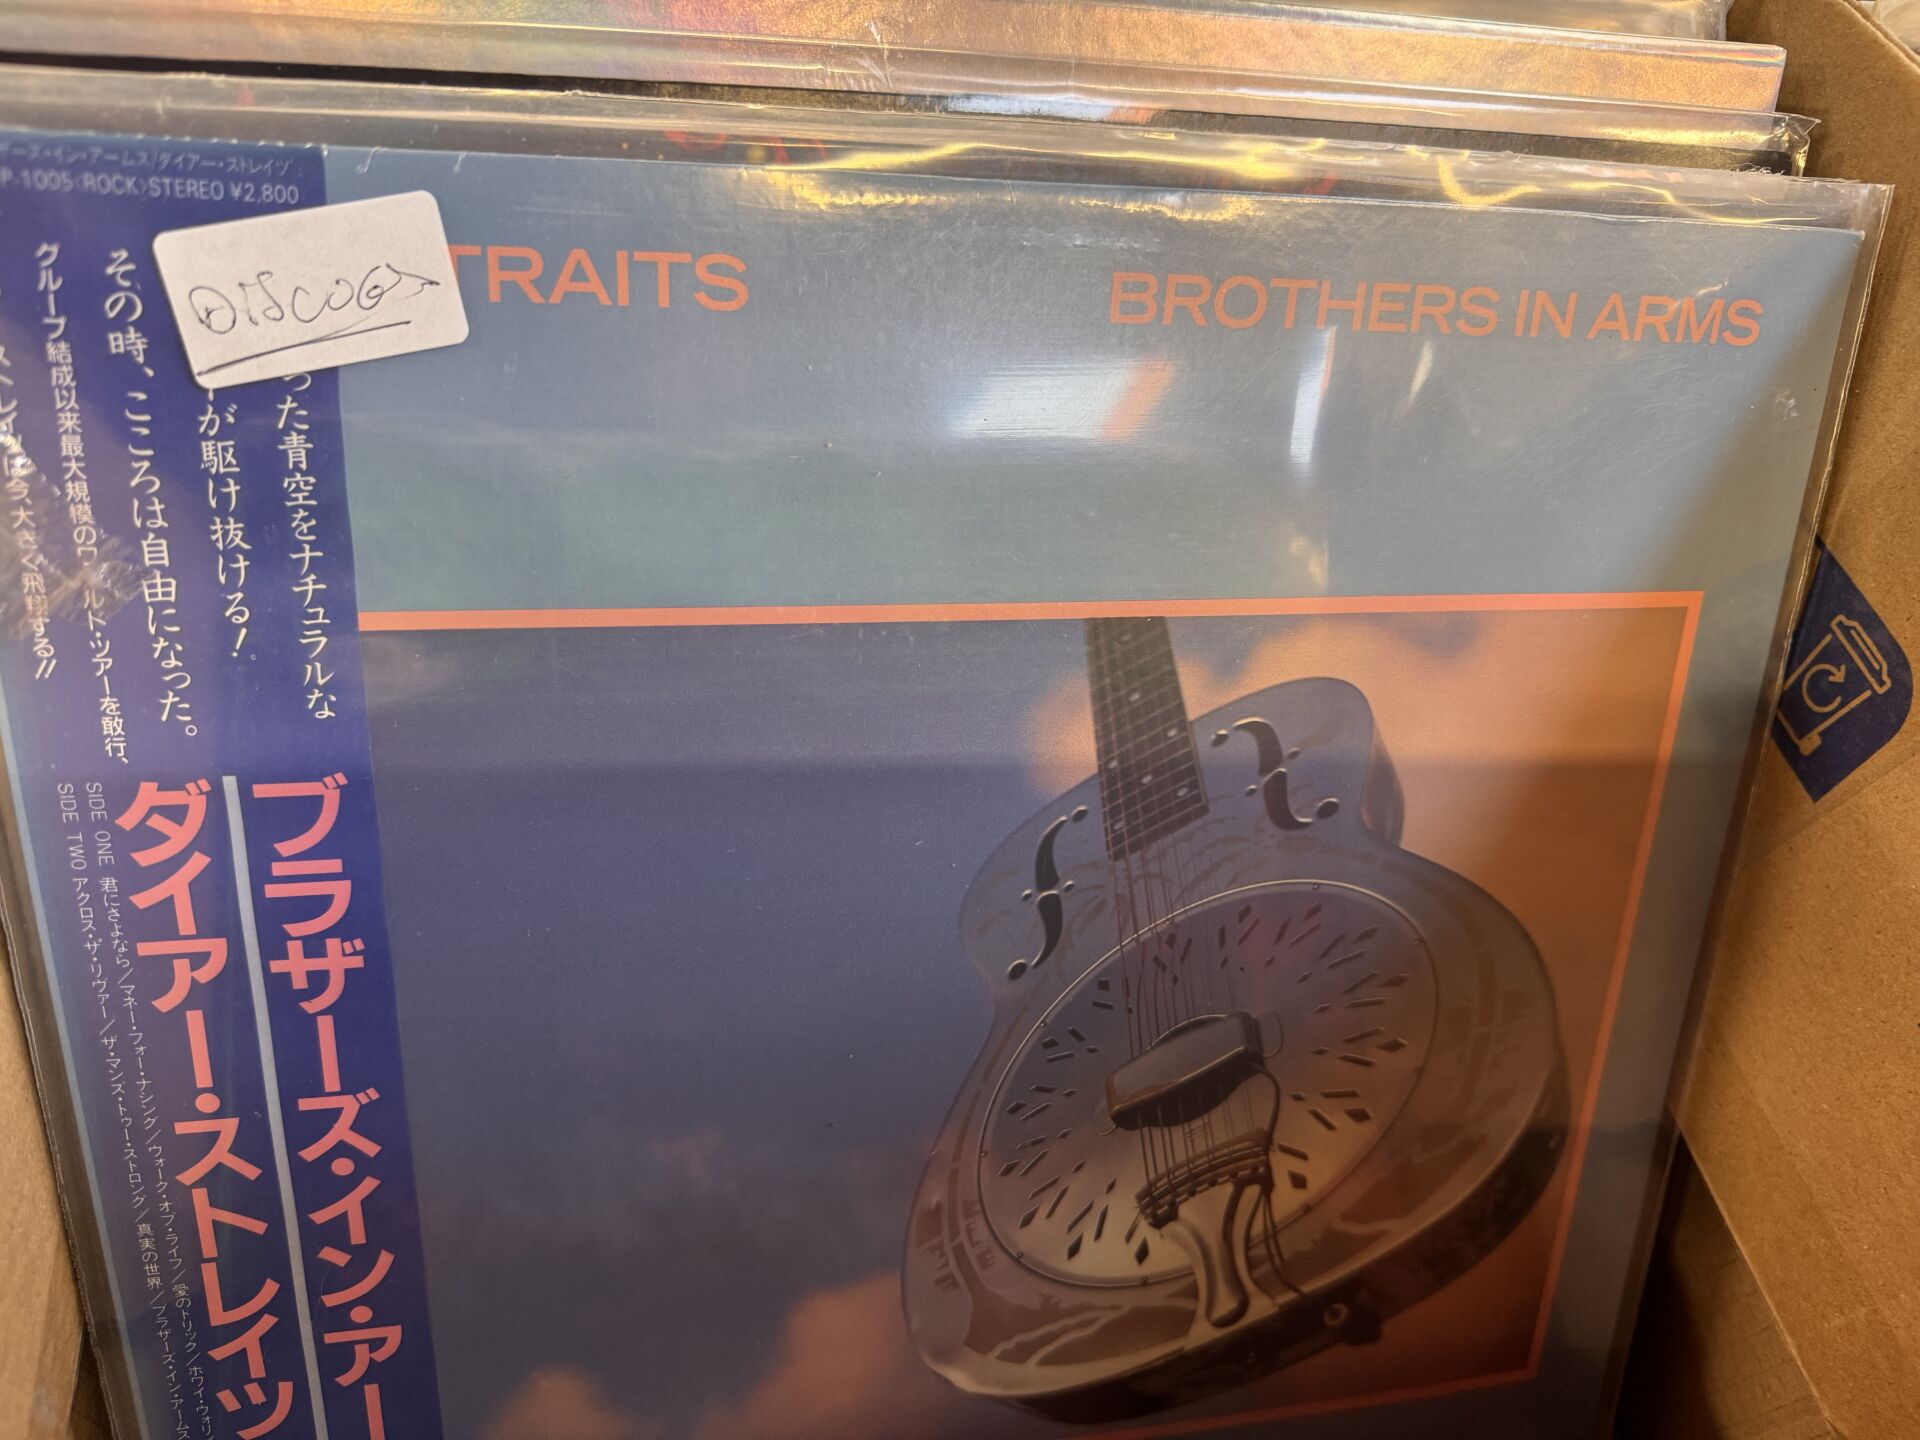 ザーズ・イン・アームス/ダイアー・ストレイツ
P-1005〈ROCK〉STEREO ¥2,800
DISCOGS
TRAITS
BROTHERS IN ARMS
った青空をナチュラルな
が駆け抜ける!
その時、こころは自由になった。
グループ結成以来最大規模のワールド・ツアーを敢行、
ストレイツは今、大きく飛翔する!!
ブラザーズ・イン・アー
ダイアー・ストレイツ
SIDE ONE 君にさよなら/マネー・フォー・ナシング/ウォーク・オブ・ライフ/愛のトリック/ホワイ・ウォリ
SIDE TWO アクロス・ザ・リヴァー/ザ・マンズ・トゥー・ストロング/真実の世界/ブラザーズ・イン・アームス